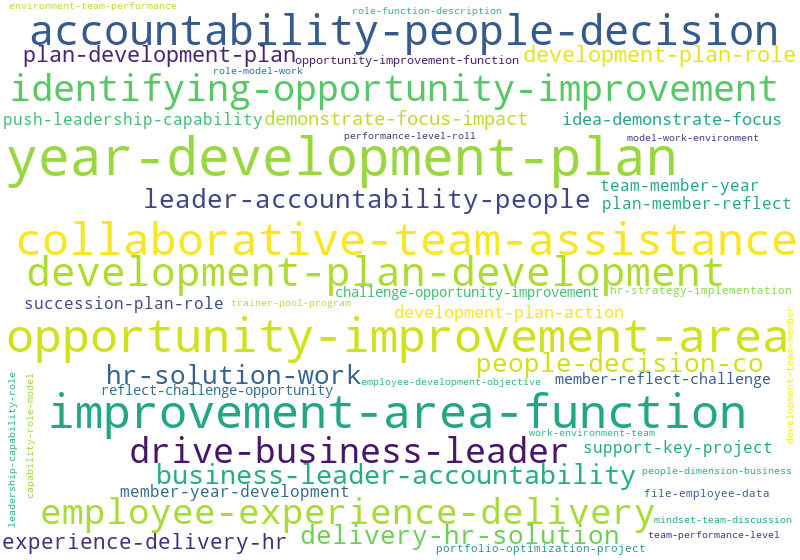 environment-team-performance
role-function-description
accountability-people-decision
plan-development-plan
opportunity-improvement-function
development-plan-role
role-model-work
identifying-opportunity-improvement
push-leadership-capability
demonstrate-focus-impact
idea-demonstrate-focus
performance-level-roll
model-work-environment
year-development-plan
leader-accountability-people
team-member-year
plan-member-reflect
collaborative-team-assistance
development-plan-development
challenge-opportunity-improvement
hr-strategy-implementation
succession-plan-role
trainer-pool-program
development-plan-action
development-team-member
opportunity-improvement-area
people-decision-co
hr-solution-work
employee-development-objective
member-reflect-challenge
reflect-challenge-opportunity
leadership-capability-role
capability-role-model
improvement-area-function
work-environment-team
drive-business-leader
support-key-project
business-leader-accountability
people-dimension-business
member-year-development
file-employee-data
employee-experience-delivery
mindset-team-discussion
experience-delivery-hr
delivery-hr-solution
team-performance-level
portfolio-optimization-project